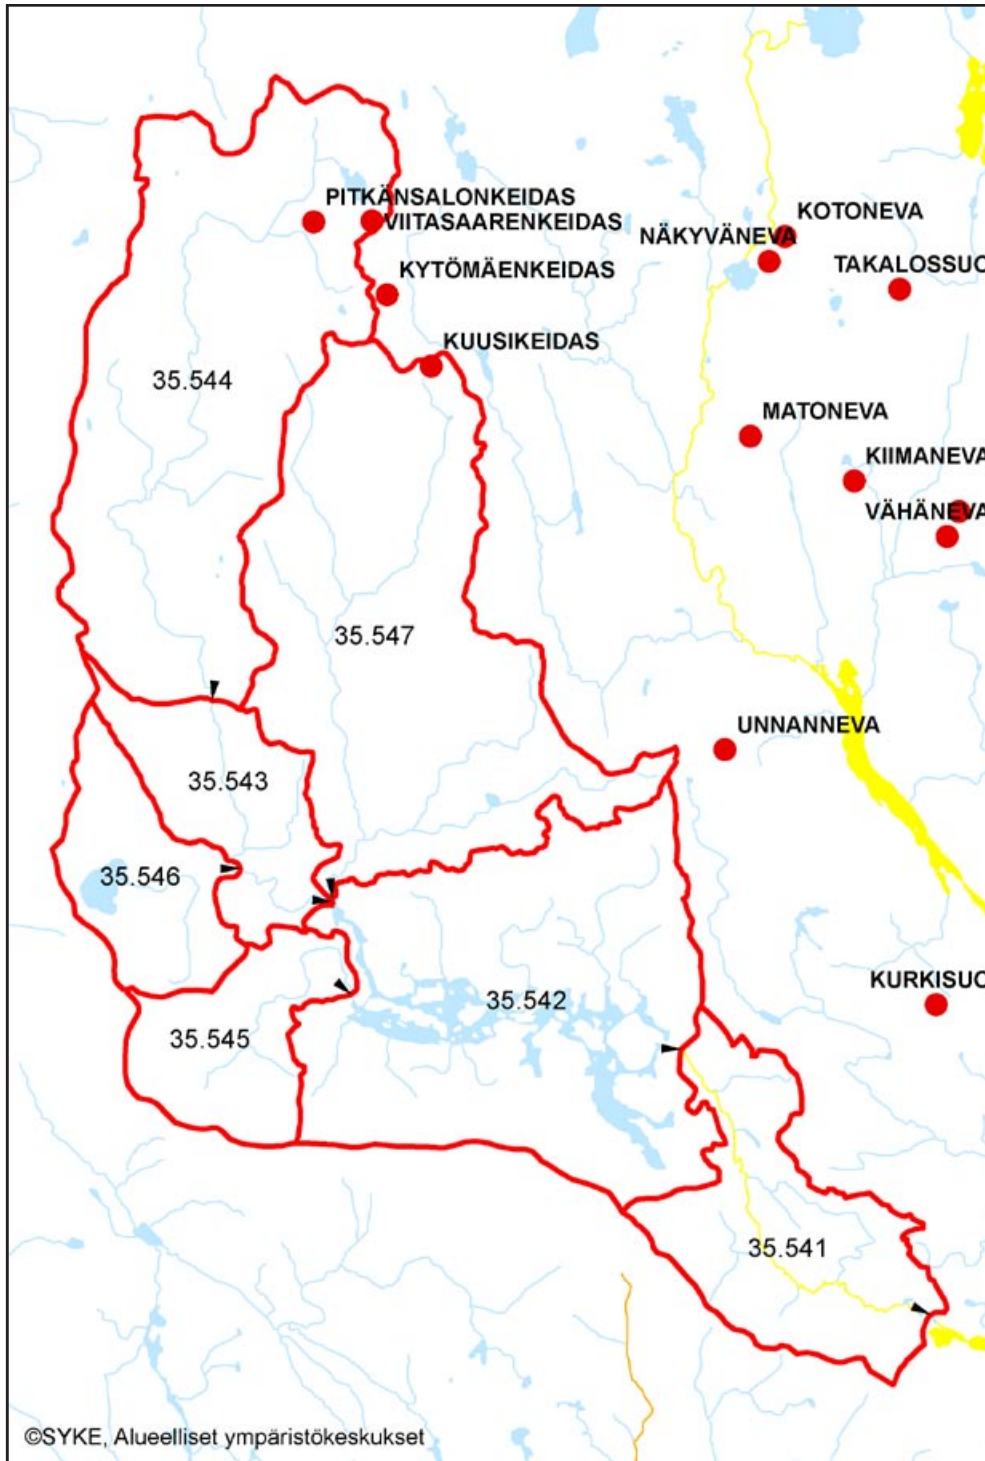 PITKÄNSALONKEIDAS
VIITASAARENKEIDAS
KOTONEVA
NÄKYVÄNEVA
KYTÖMÄENKEIDAS
TAKALOSSUO
KUUSIKEIDAS
35.544
MATONEVA
KIIMANEVA
VÄHÄNEVA
35.547
UNNANNEVA
35.543
35.546
KURKISUO
35.542
35.545
35.541
©SYKE, Alueelliset ympäristökeskukset